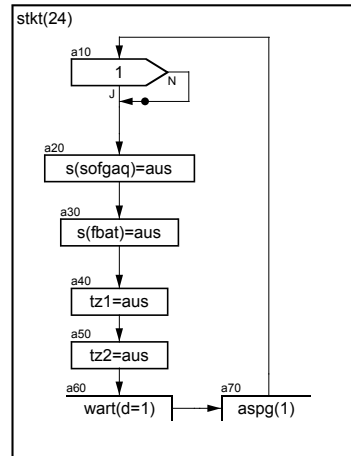 stkt(24)
a10
1
N
J
a20
s(sofgaq)=aus
a30
s(fbat)=aus
a40
tz1=aus
a50
tz2=aus
a60
wart(d=1)
a70
aspg(1)